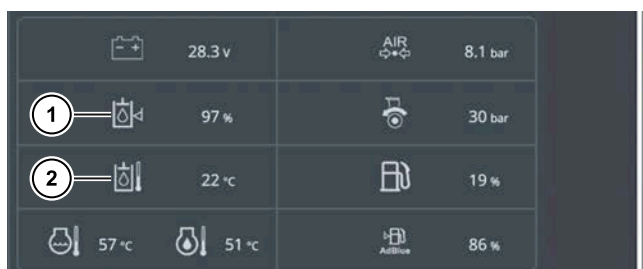 28.3 v
AIR
8.1 bar
1
97 %
30 bar
2
22 °C
19 %
57 °C
51 °C
AdBlue
86 %